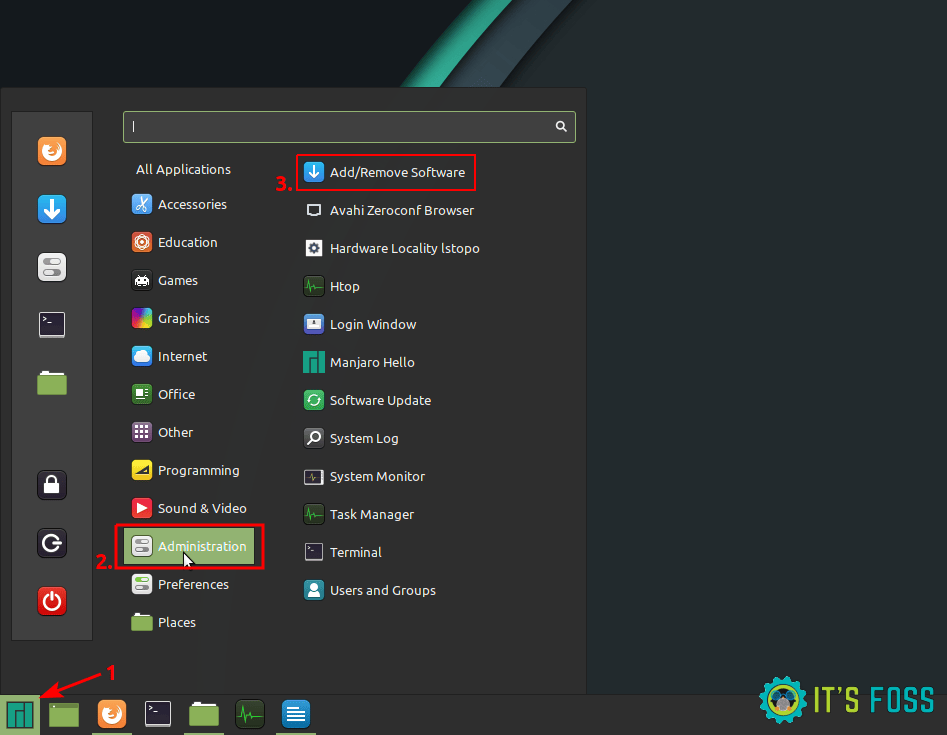 All Applications
Accessories
Education
Games
Graphics
Internet
Office
Other
Programming
Sound & Video
2. Administration
Preferences
Places
3. Add/Remove Software
Avahi Zeroconf Browser
Hardware Locality lstopo
Htop
Login Window
Manjaro Hello
Software Update
System Log
System Monitor
Task Manager
Terminal
Users and Groups
1
IT'S FOSS